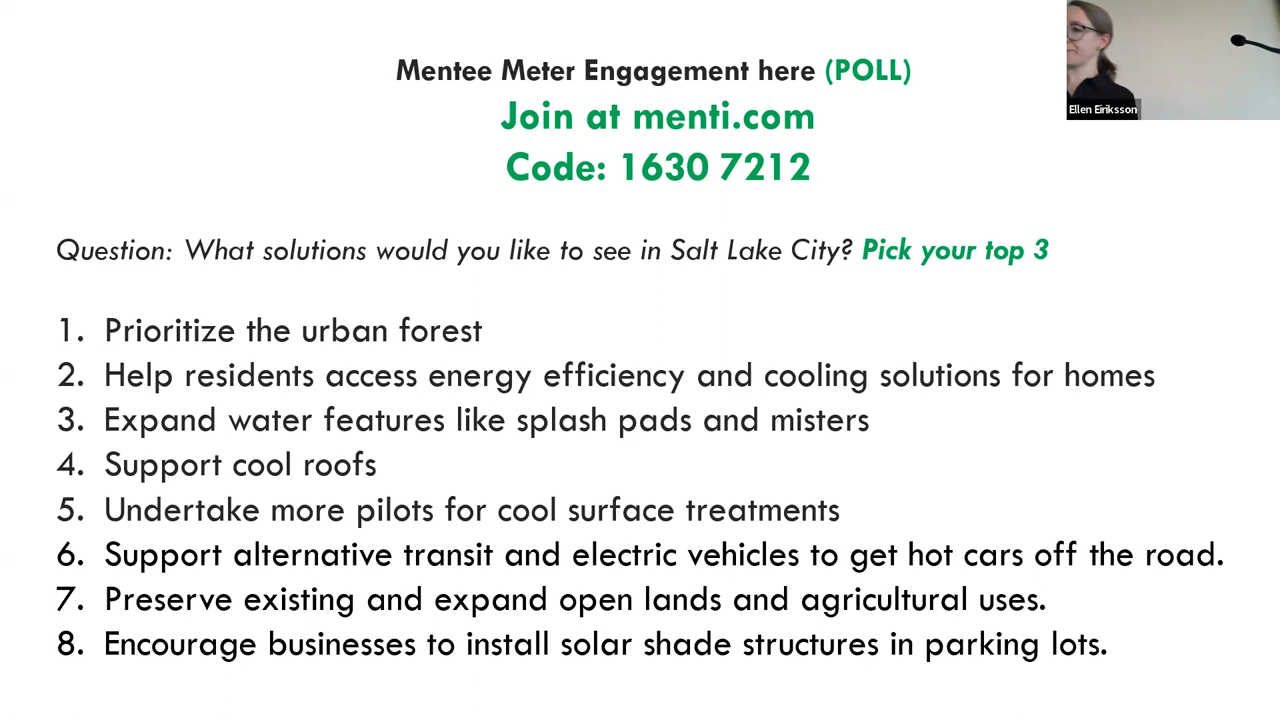 Mentee Meter Engagement here (POLL)
Join at menti.com
Code: 1630 7212
Ellen Eiriksson
Question: What solutions would you like to see in Salt Lake City? Pick your top 3
1. Prioritize the urban forest
2. Help residents access energy efficiency and cooling solutions for homes
3. Expand water features like splash pads and misters
4. Support cool roofs
5. Undertake more pilots for cool surface treatments
6. Support alternative transit and electric vehicles to get hot cars off the road.
7. Preserve existing and expand open lands and agricultural uses.
8. Encourage businesses to install solar shade structures in parking lots.